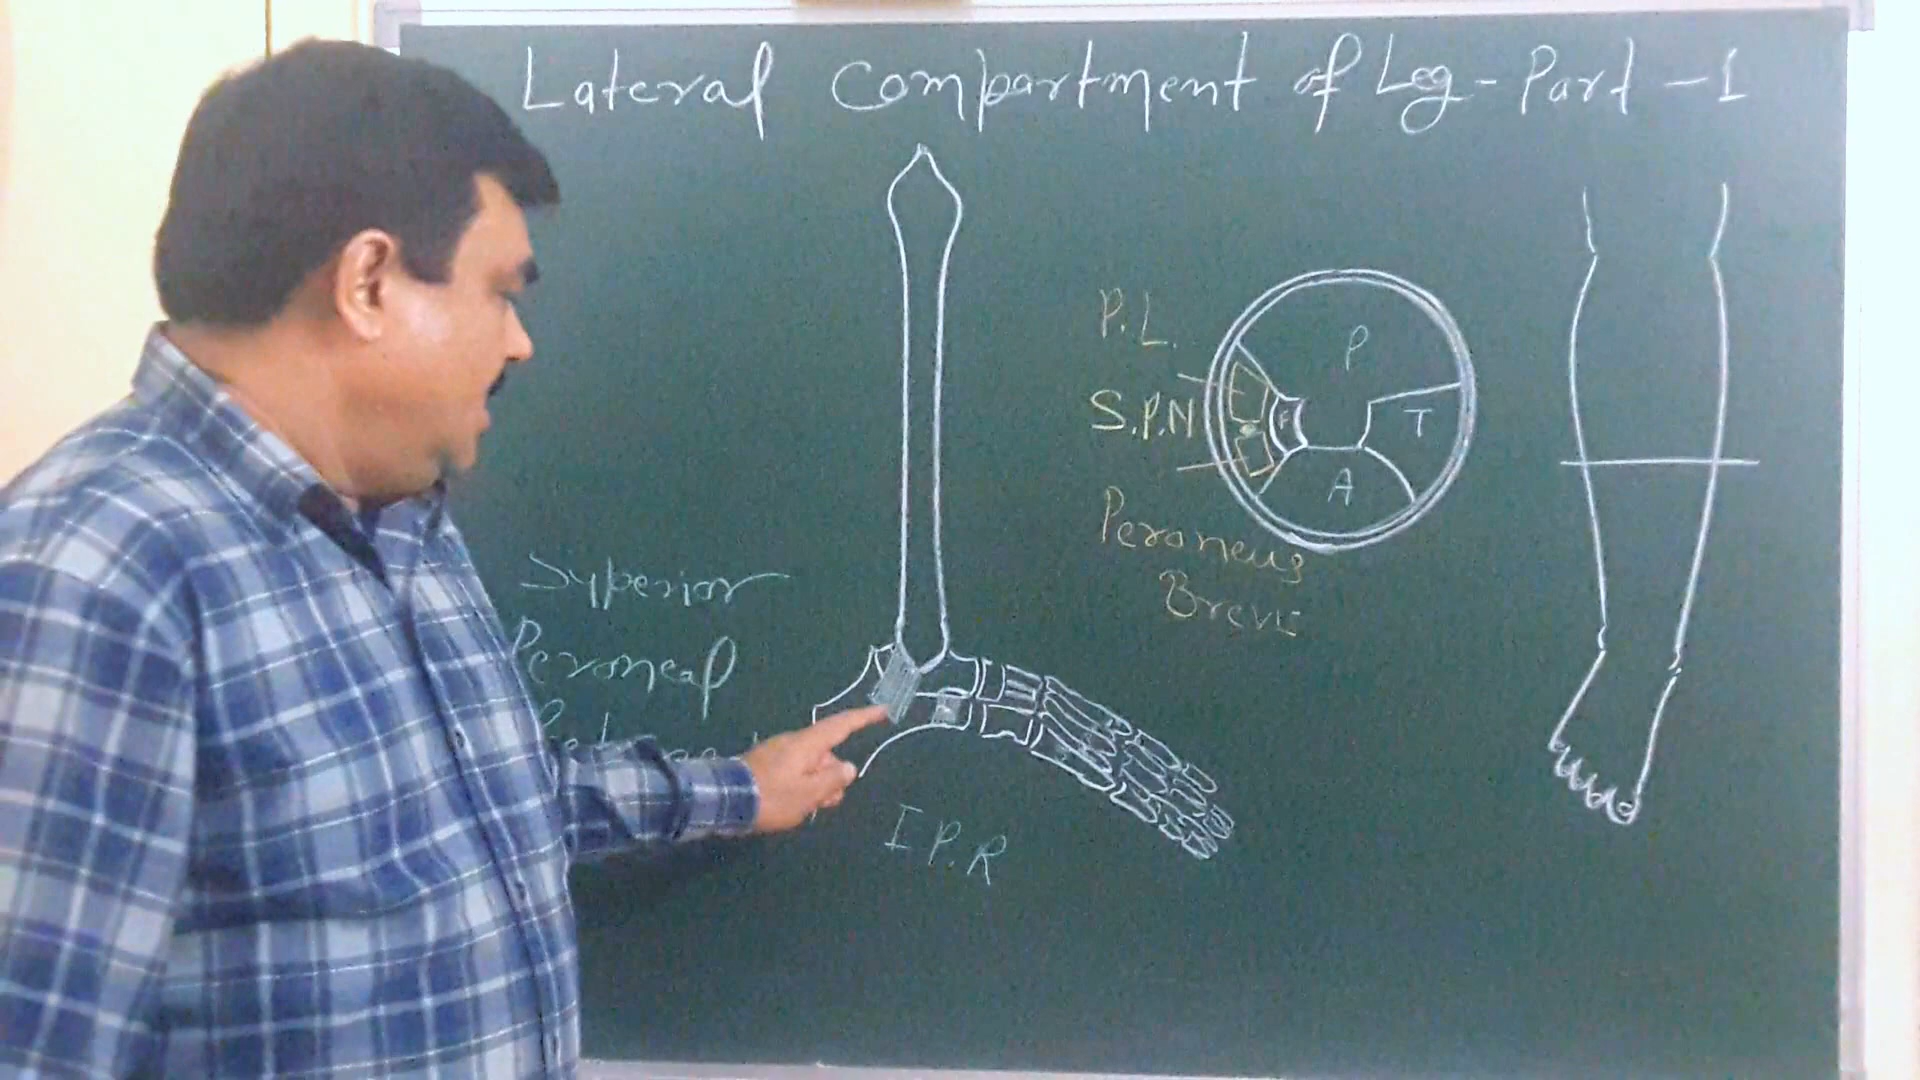 Lateral Compartment of Leg - Part - 1
P.L.
S.P.N
Peroneus
Brevis
P
F
T
A
Superior
Peroneal
I.P.R